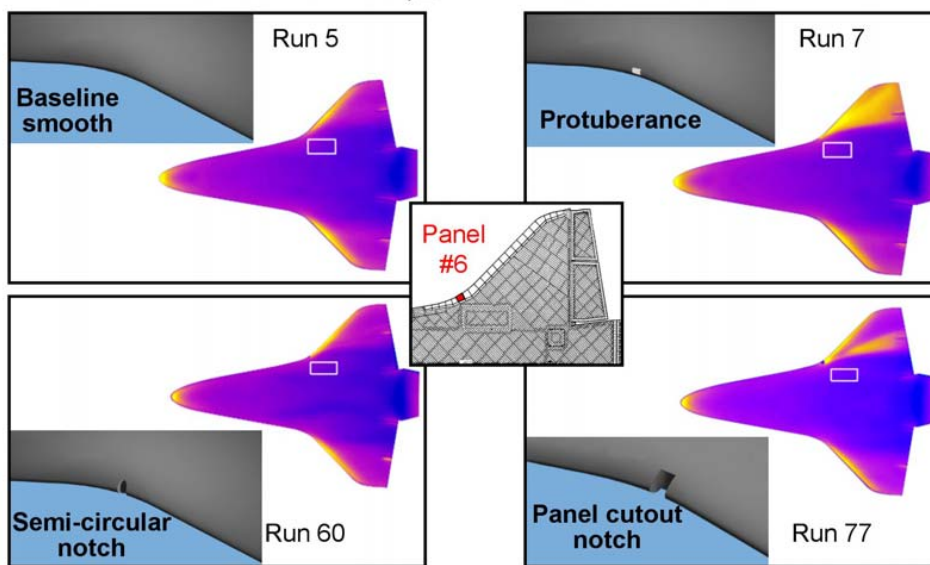 Run 5
Baseline
smooth
Run 7
Protuberance
Panel
#6
Semi-circular
notch
Run 60
Panel cutout
notch
Run 77